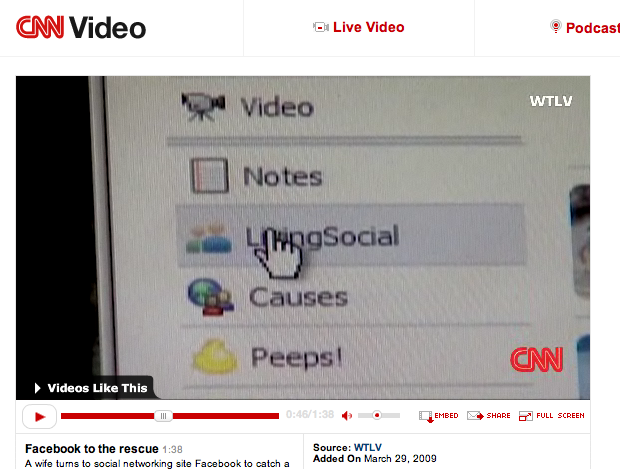 CNN Video
Live Video
Podcast
WTLV
Video
Notes
LivingSocial
Causes
Peeps!
CNN
Videos Like This
0:46/1:38
EMBED
SHARE
FULL SCREEN
Facebook to the rescue 1:38
A wife turns to social networking site Facebook to catch a
Source: WTLV
Added On March 29, 2009